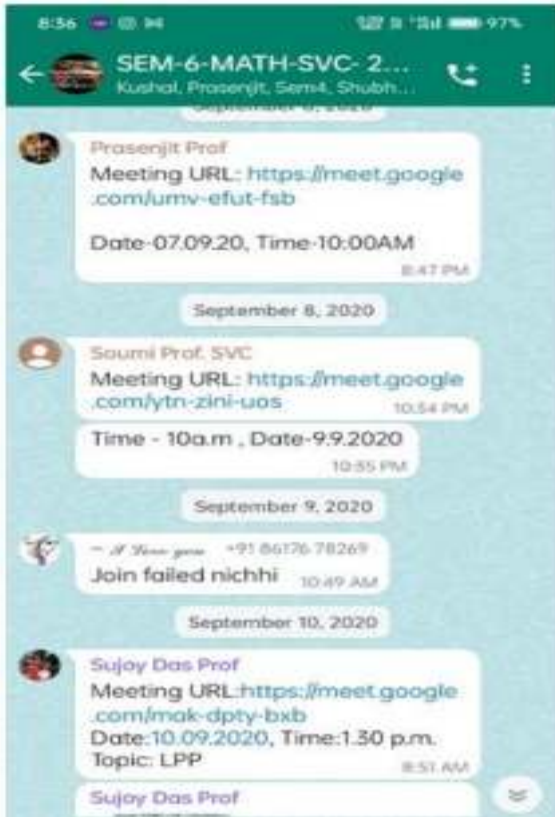 8:36
97%
SEM-6-MATH-SVC- 2...
Kushal, Prasenjit, Sem4, Shubh...
Prasenjit Prof
Meeting URL: https://meet.google
.com/umv-efut-fsb
Date-07.09.20, Time-10:00AM
8:47 PM
September 8, 2020
Soumi Prof. SVC
Meeting URL: https://meet.google
.com/ytn-zini-uos
10:54 PM
Time - 10a.m , Date-9.9.2020
10:55 PM
September 9, 2020
~ I love you +91 86176 78269
Join failed nichhi
10:49 AM
September 10, 2020
Sujoy Das Prof
Meeting URL:https://meet.google
.com/mak-dpty-bxb
Date:10.09.2020, Time:1.30 p.m.
Topic: LPP
8:51 AM
Sujoy Das Prof